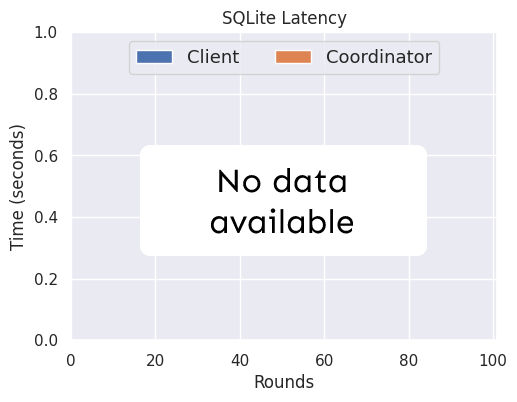 SQLite Latency
1.0
Client
Coordinator
0.8
0.6
No data
available
0.4
0.2
0.0
Time (seconds)
0
20
40
60
80
100
Rounds